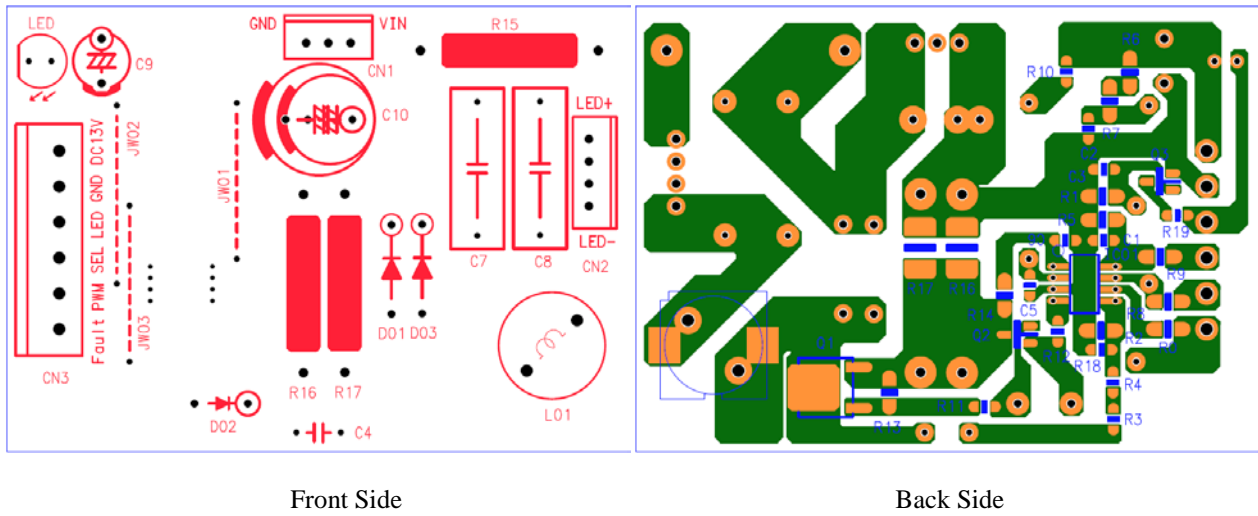 LED
GND
VIN
R15
C9
CN1
C10
LED+
JW02
JW01
Fault PWM SEL LED GND DC13V
LED-
C7
C8
CN2
JW03
D01
D03
CN3
R16
R17
L01
D02
C4
Front Side
R6
R10
R7
C2
Q3
C3
R1
R5
R19
C1
R9
R17
R16
R14
C5
R8
Q2
R2
R12
R18
Q1
R4
R11
R3
R13
Back Side